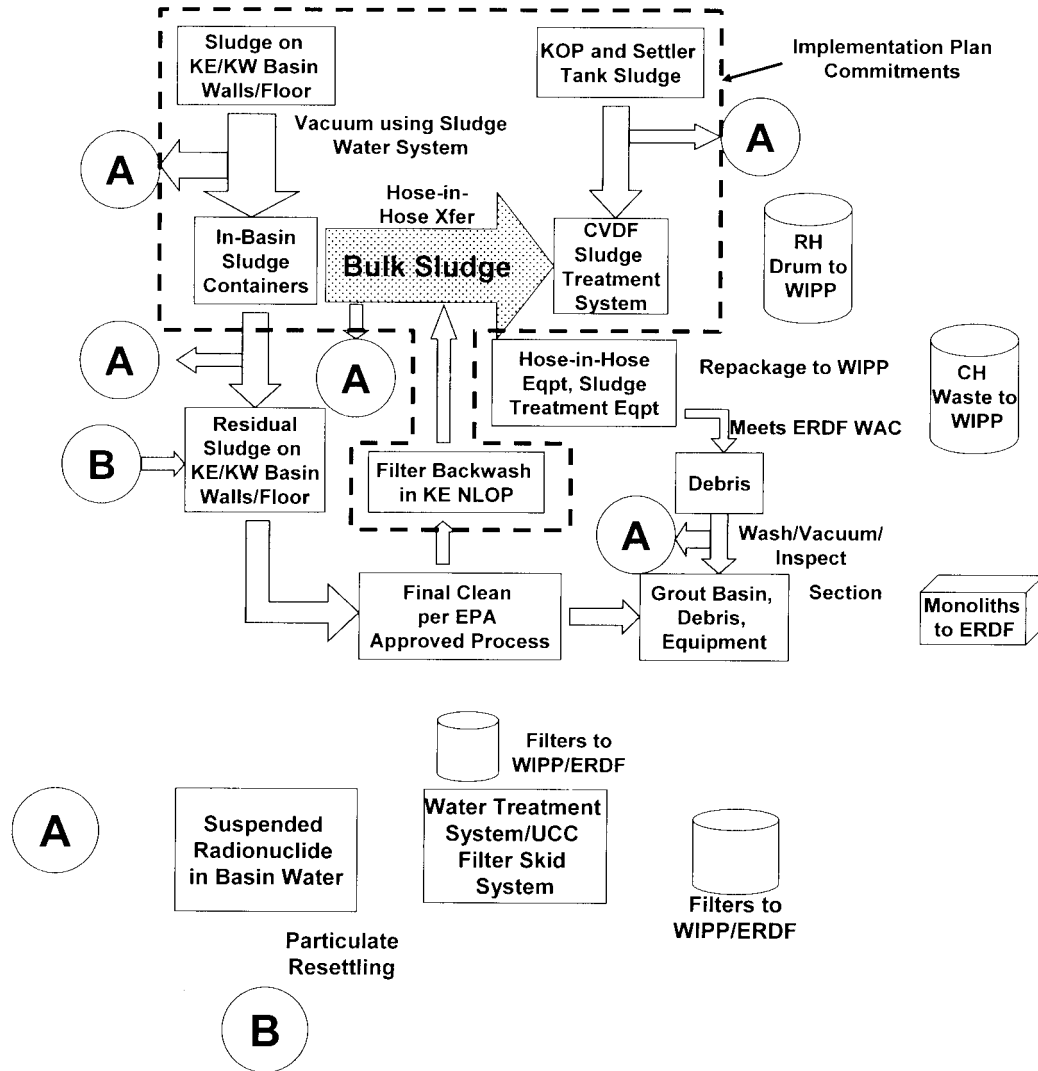 Sludge on
KE/KW Basin
Walls/Floor
KOP and Settler
Tank Sludge
Implementation Plan
Commitments
Vacuum using Sludge
Water System
A
A
Hose-in-
Hose Xfer
In-Basin
Sludge
Containers
Bulk Sludge
CVDF
Sludge
Treatment
System
RH
Drum to
WIPP
A
A
Hose-in-Hose
Eqpt, Sludge
Treatment Eqpt
Repackage to WIPP
CH
Waste to
WIPP
Meets ERDF WAC
B
Residual
Sludge on
KE/KW Basin
Walls/Floor
Filter Backwash
in KE NLOP
Debris
A
Wash/Vacuum/
Inspect
Final Clean
per EPA
Approved Process
Grout Basin,
Debris,
Equipment
Section
Monoliths
to ERDF
Filters to
WIPP/ERDF
A
Suspended
Radionuclide
in Basin Water
Water Treatment
System/UCC
Filter Skid
System
Filters to
WIPP/ERDF
Particulate
Resettling
B